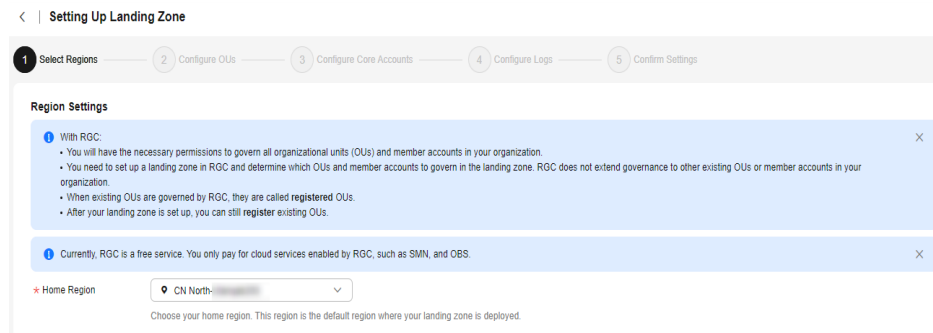 Setting Up Landing Zone
1 Select Regions 2 Configure OUs 3 Configure Core Accounts 4 Configure Logs 5 Confirm Settings
Region Settings
With RGC:
• You will have the necessary permissions to govern all organizational units (OUs) and member accounts in your organization.
• You need to set up a landing zone in RGC and determine which OUs and member accounts to govern in the landing zone. RGC does not extend governance to other existing OUs or member accounts in your
organization.
• When existing OUs are governed by RGC, they are called registered OUs.
• After your landing zone is set up, you can still register existing OUs.
Currently, RGC is a free service. You only pay for cloud services enabled by RGC, such as SMN, and OBS.
* Home Region CN North-
Choose your home region. This region is the default region where your landing zone is deployed.